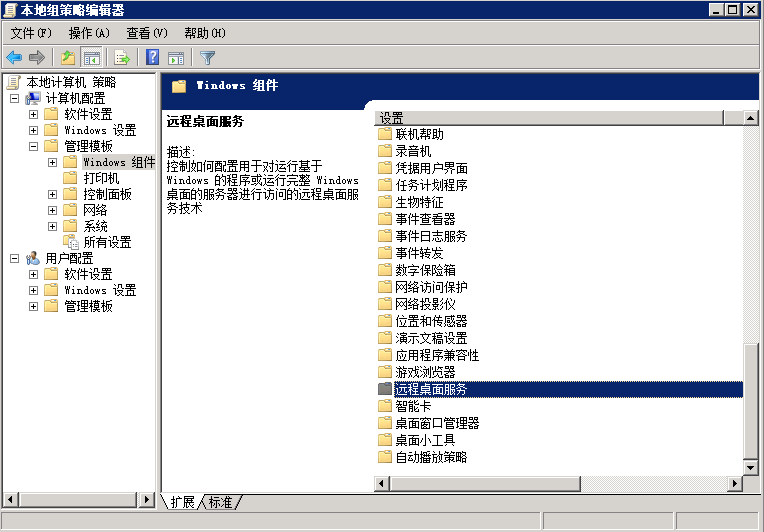 本地组策略编辑器
文件(F) 操作(A) 查看(V) 帮助(H)
本地计算机 策略
计算机配置
软件设置
Windows 设置
管理模板
Windows 组件
打印机
控制面板
网络
系统
所有设置
用户配置
软件设置
Windows 设置
管理模板
Windows 组件
远程桌面服务
描述:
控制如何配置用于对运行基于
Windows 的程序或运行完整 Windows
桌面的服务器进行访问的远程桌面服
务技术
设置
联机帮助
录音机
凭据用户界面
任务计划程序
生物特征
事件查看器
事件日志服务
事件转发
数字保险箱
网络访问保护
网络投影仪
位置和传感器
演示文稿设置
应用程序兼容性
游戏浏览器
远程桌面服务
智能卡
桌面窗口管理器
桌面小工具
自动播放策略
扩展 标准